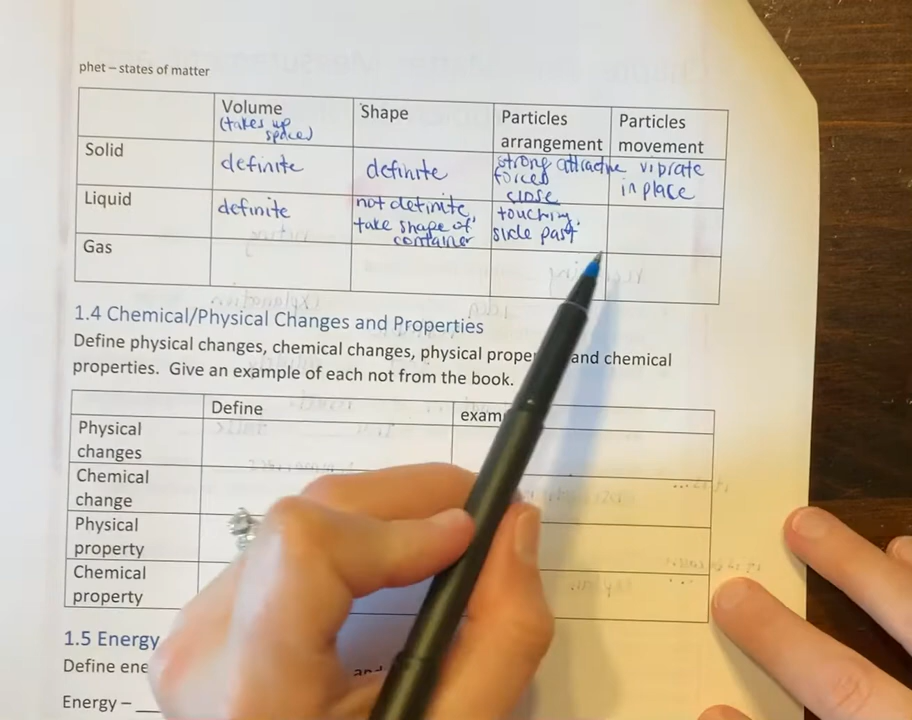 phet – states of matter
Volume Shape Particles Particles
(takes up arrangement movement
space)
Solid definite definite strong attractive vibrate
forces in place
close
Liquid definite not definite, touching,
take shape of slide past
container
Gas
1.4 Chemical/Physical Changes and Properties
Define physical changes, chemical changes, physical prope and chemical
properties. Give an example of each not from the book.
Define exam
Physical
changes
Chemical
change
Physical
property
Chemical
property
1.5 Energy
Define ene and
Energy – __